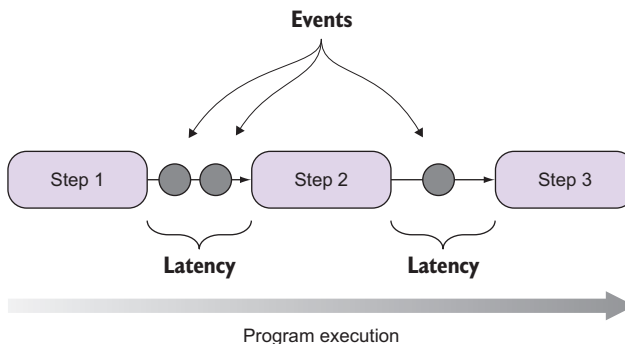 Events
Step 1
Step 2
Step 3
Latency
Latency
Program execution